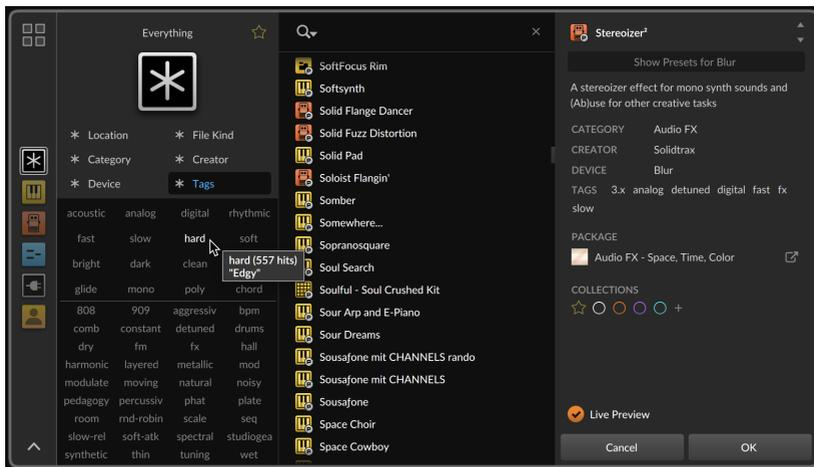 Everything
* Location * File Kind
* Category * Creator
* Device * Tags
acoustic analog digital rhythmic
fast slow hard soft
bright dark clean
glide mono poly chord
hard (557 hits)
"Edgy"
808 909 aggressiv bpm
comb constant detuned drums
dry fm fx hall
harmonic layered metallic mod
modulate moving natural noisy
pedagogy percussiv phat plate
room rnd-robin scale seq
slow-rel soft-atk spectral studiogea
synthetic thin tuning wet
SoftFocus Rim
Softsynth
Solid Flange Dancer
Solid Fuzz Distortion
Solid Pad
Soloist Flangin'
Somber
Somewhere...
Sopranosquare
Soul Search
Soulful - Soul Crushed Kit
Sour Arp and E-Piano
Sour Dreams
Sousafone mit CHANNELS rando
Sousafone mit CHANNELS
Sousafone
Space Choir
Space Cowboy
Stereoizer²
Show Presets for Blur
A stereoizer effect for mono synth sounds and
(Ab)use for other creative tasks
CATEGORY Audio FX
CREATOR Solidtrax
DEVICE Blur
TAGS 3.x analog detuned digital fast fx
slow
PACKAGE
Audio FX - Space, Time, Color
COLLECTIONS
Live Preview
Cancel OK